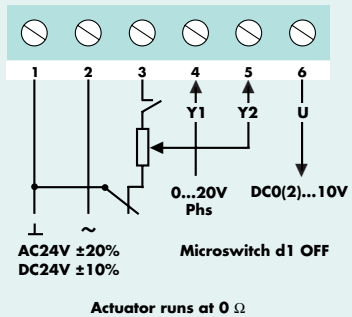 1 2 3 4 5 6
Y1 Y2 U
0...20V DC0(2)...10V
Phs
⊥ ~
AC24V ±20% Microswitch d1 OFF
DC24V ±10%
Actuator runs at 0 Ω